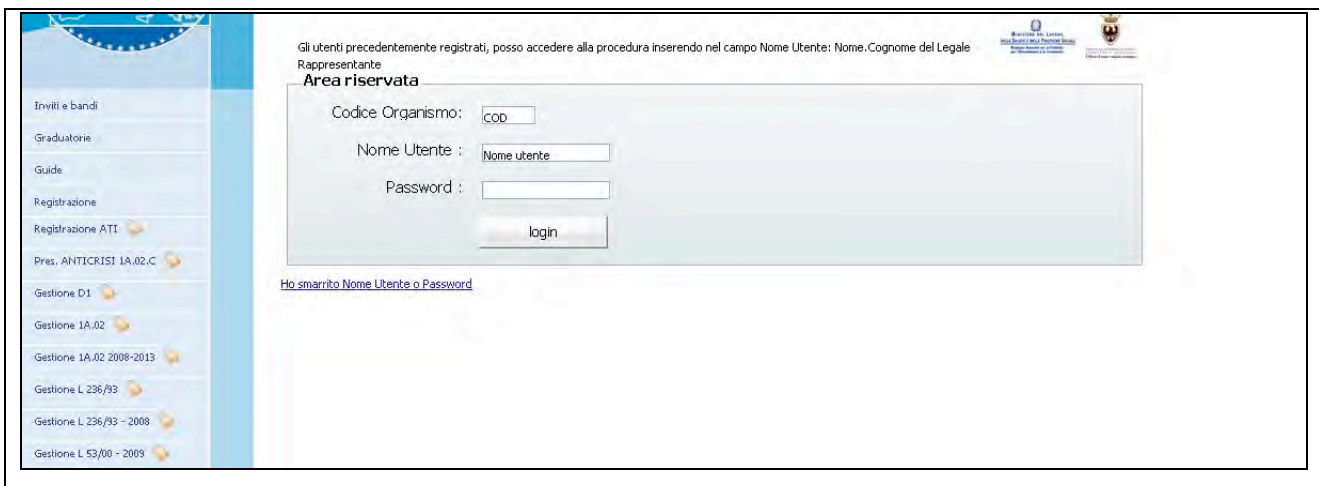 Gli utenti precedentemente registrati, posso accedere alla procedura inserendo nel campo Nome Utente: Nome.Cognome del Legale
Rappresentante
Area riservata
Codice Organismo: COD
Nome Utente : Nome utente
Password :
login
Ho smarrito Nome Utente o Password
Inviti e bandi
Graduatorie
Guide
Registrazione
Registrazione ATI
Pres. ANTICRISI 1A.02.C
Gestione D1
Gestione 1A.02
Gestione 1A.02 2008-2013
Gestione L 236/93
Gestione L 236/93 - 2008
Gestione L 53/00 - 2009